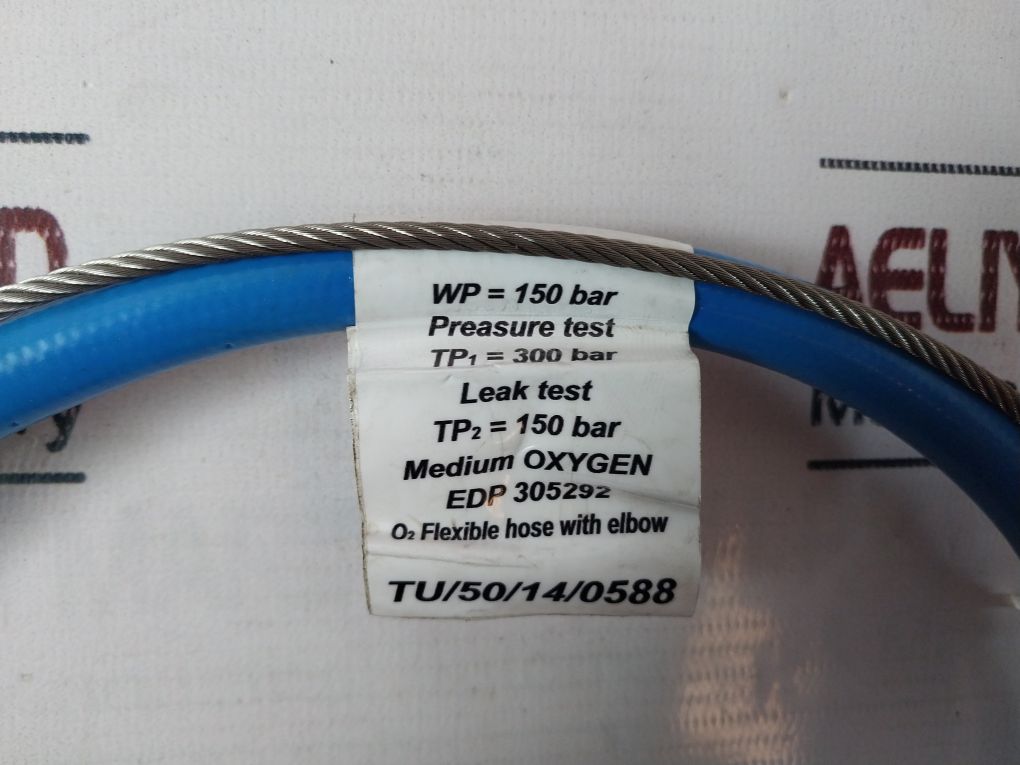 WP = 150 bar
Preasure test
TP₁ = 300 bar
Leak test
TP₂ = 150 bar
Medium OXYGEN
EDP 305292
O₂ Flexible hose with elbow
TU/50/14/0588